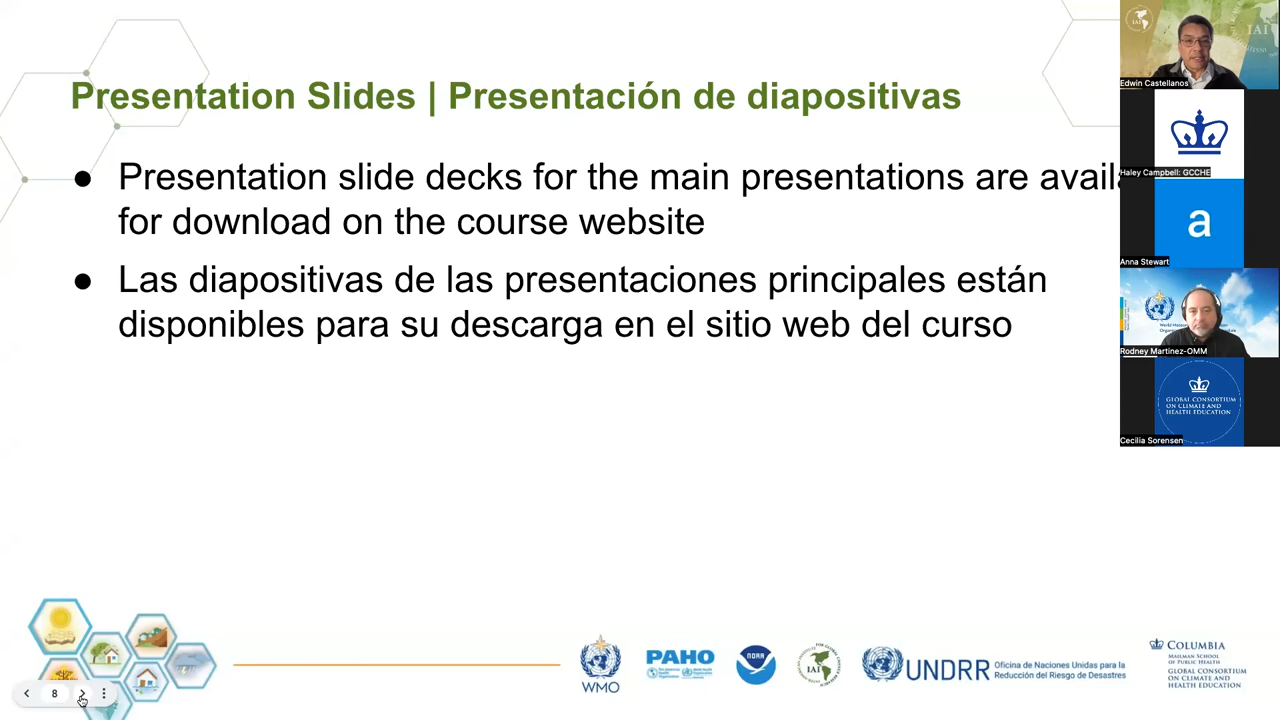 Presentation Slides | Presentación de diapositivas
● Presentation slide decks for the main presentations are avail
for download on the course website
● Las diapositivas de las presentaciones principales están
disponibles para su descarga en el sitio web del curso
IAI
Edwin Castellanos
Haley Campbell: GCCHE
a
Anna Stewart
Rodney Martínez-OMM
GLOBAL CONSORTIUM
ON CLIMATE AND
HEALTH EDUCATION
Cecilia Sorensen
8
WMO
PAHO
NOAA
IAI
UNDRR
Oficina de Naciones Unidas para la
Reducción del Riesgo de Desastres
COLUMBIA
MAILMAN SCHOOL
OF PUBLIC HEALTH
GLOBAL CONSORTIUM
ON CLIMATE AND
HEALTH EDUCATION